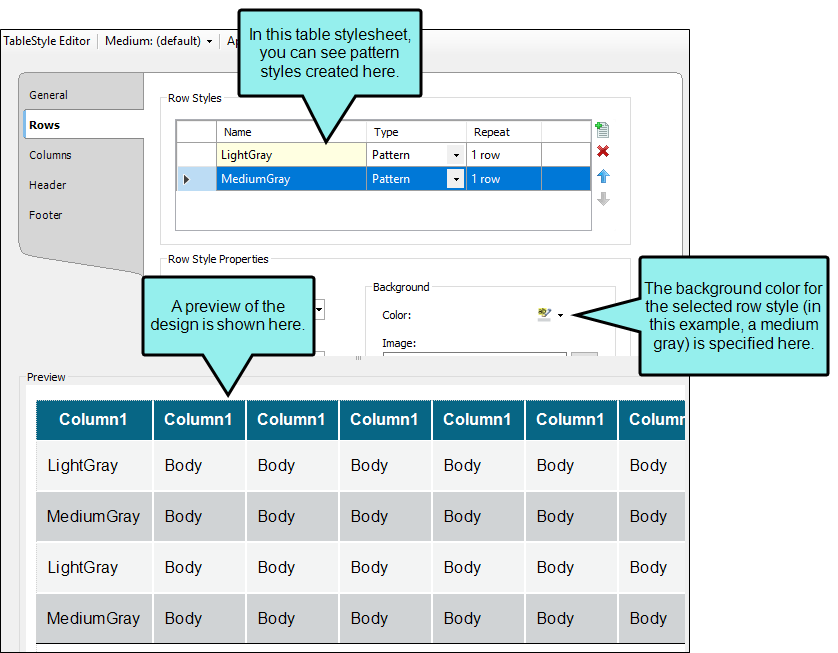 In this table stylesheet,
you can see pattern
styles created here.
TableStyle Editor Medium: (default)
General
Rows
Columns
Header
Footer
Row Styles
Name Type Repeat
LightGray Pattern 1 row
MediumGray Pattern 1 row
Row Style Properties
A preview of the
design is shown here.
Background
Color:
Image:
The background color for
the selected row style (in
this example, a medium
gray) is specified here.
Preview
Column1 Column1 Column1 Column1 Column1 Column1 Column
LightGray Body Body Body Body Body Body
MediumGray Body Body Body Body Body Body
LightGray Body Body Body Body Body Body
MediumGray Body Body Body Body Body Body